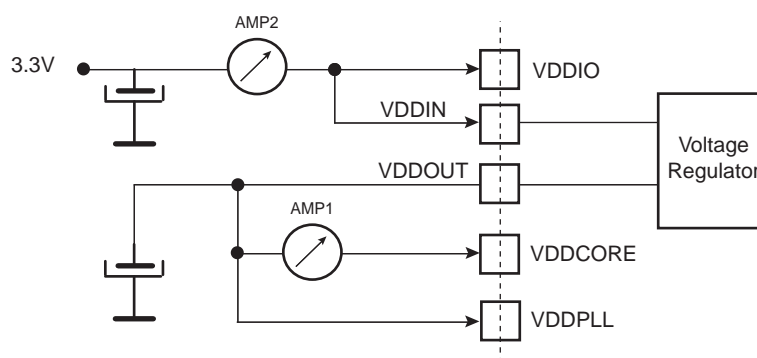 AMP2
3.3V
VDDIO
VDDIN
Voltage
Regulator
VDDOUT
AMP1
VDDCORE
VDDPLL